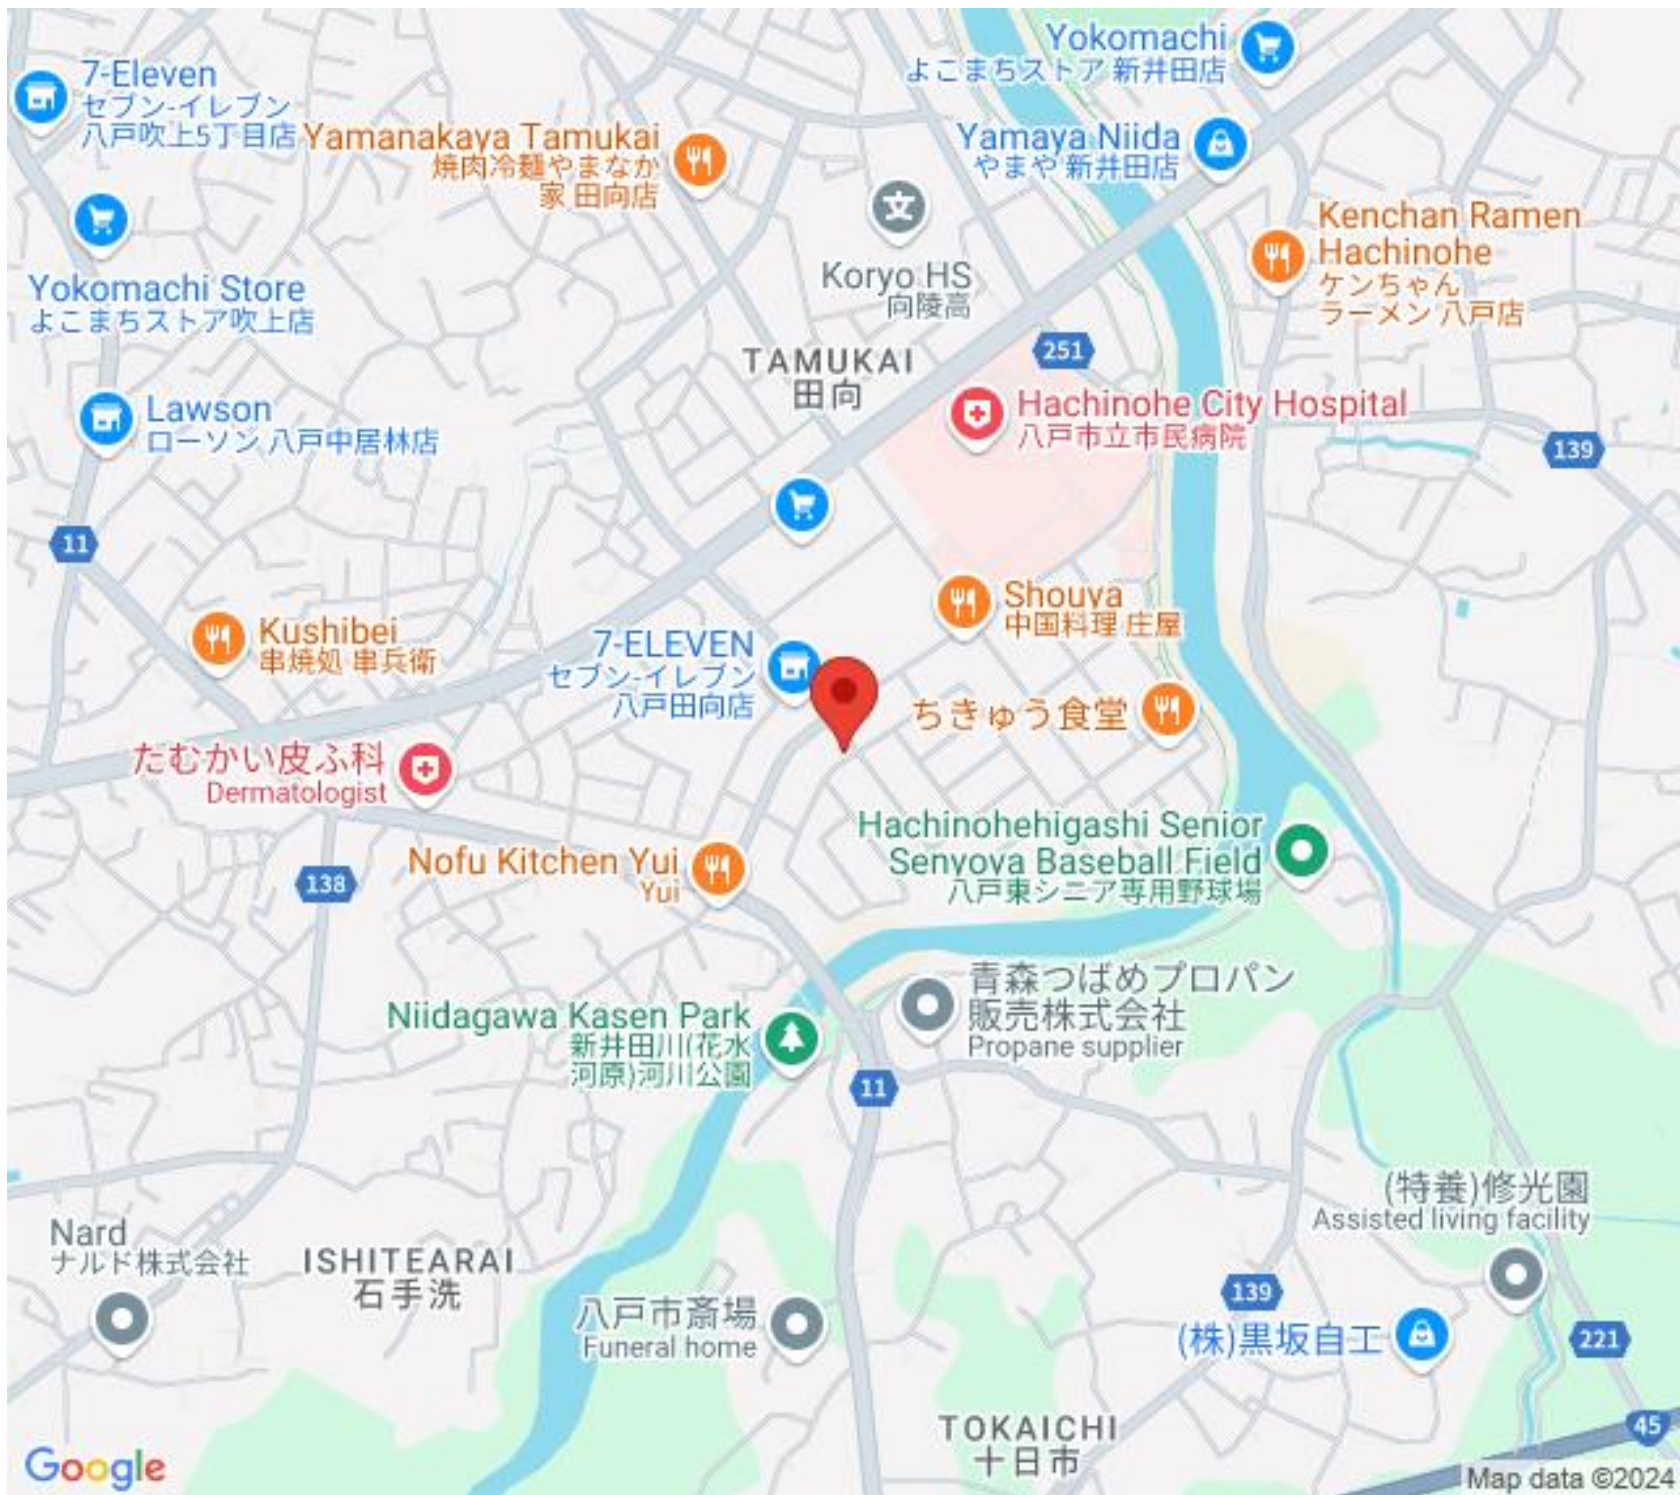 Yokomachi
よこまちストア 新井田店
7-Eleven
セブン-イレブン
八戸吹上5丁目店
Yamanakaya Tamukai
焼肉冷麺やまなか
家 田向店
Yamaya Niida
やまや 新井田店
Kenchan Ramen
Hachinohe
ケンちゃん
ラーメン 八戸店
Koryo HS
向陵高
Yokomachi Store
よこまちストア吹上店
251
TAMUKAI
田向
Lawson
ローソン 八戸中居林店
Hachinohe City Hospital
八戸市立市民病院
139
11
Shouya
中国料理 庄屋
Kushibei
串焼処 串兵衛
7-ELEVEN
セブン-イレブン
八戸田向店
ちきゅう食堂
たむかい皮ふ科
Dermatologist
Hachinohehigashi Senior
Senyova Baseball Field
八戸東シニア専用野球場
Nofu Kitchen Yui
Yui
138
青森つばめプロパン
販売株式会社
Propane supplier
Niidagawa Kasen Park
新井田川(花水
河原)河川公園
11
(特養)修光園
Assisted living facility
Nard
ナルド株式会社
ISHITEARAI
石手洗
139
八戸市斎場
Funeral home
(株)黒坂自工
221
TOKAICHI
十日市
45
Google
Map data ©2024